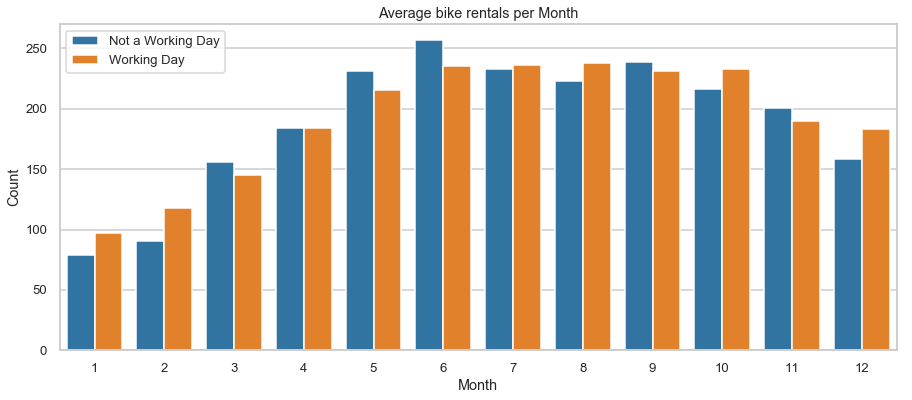 Average bike rentals per Month
Not a Working Day
Working Day
250
200
150
100
50
0
Count
1 2 3 4 5 6 7 8 9 10 11 12
Month